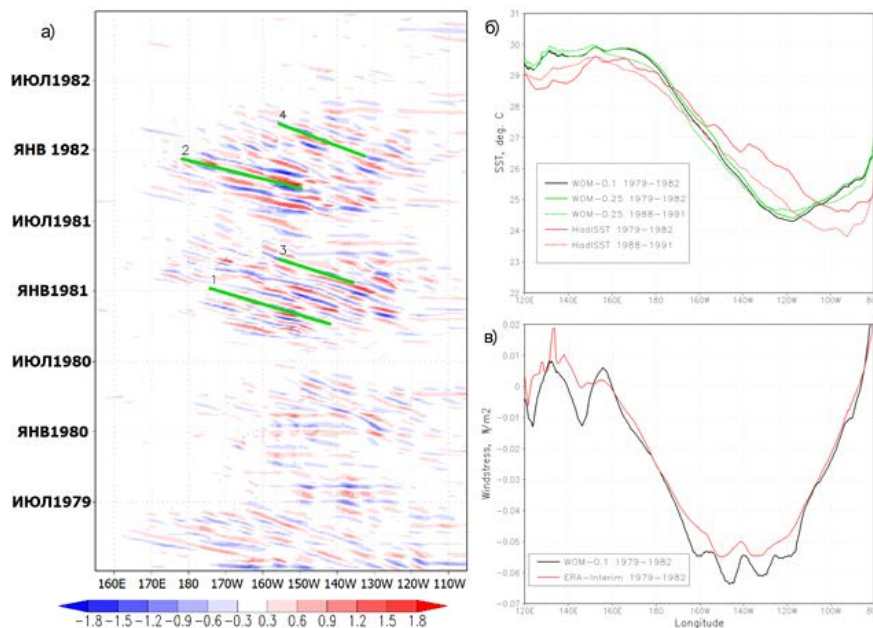 а)
ИЮЛ1982
ЯНВ 1982
ИЮЛ1981
ЯНВ1981
ИЮЛ1980
ЯНВ1980
ИЮЛ1979
4
2
3
1
160E 170E 180 170W 160W 150W 140W 130W 120W 110W
-1.8 -1.5 -1.2 -0.9 -0.6 -0.3 0.3 0.6 0.9 1.2 1.5 1.8
б)
SST, deg. C
31
30
29
28
27
26
25
24
23
22
WOM-0.1 1979-1982
WOM-0.25 1979-1982
WOM-0.25 1988-1991
HadISST 1979-1982
HadISST 1988-1991
120E 140E 160E 180 160W 140W 120W 100W
в)
0.02
0.01
0
-0.01
-0.02
-0.03
-0.04
-0.05
-0.06
-0.07
WOM-0.1 1979-1982
ERA-Interim 1979-1982
120E 140E 160E 180 160W 140W 120W 100W
Longitude